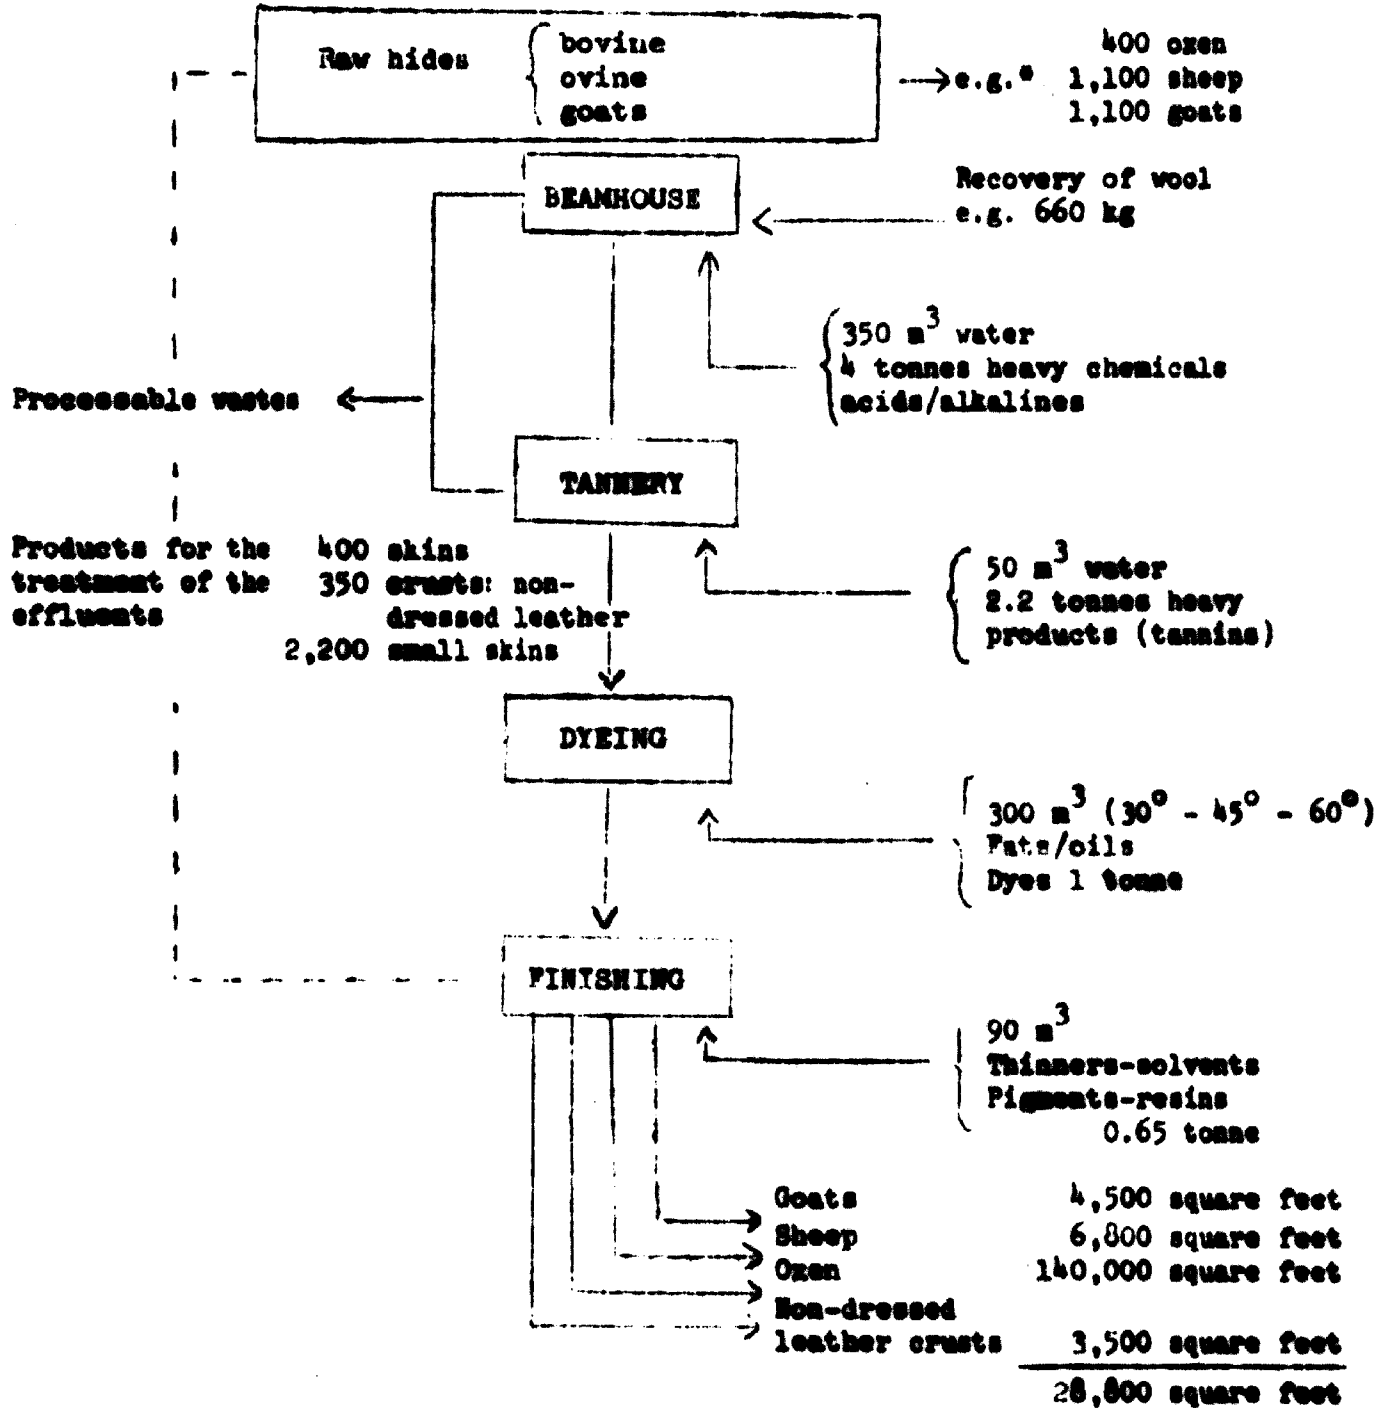 Raw hides
bovine
ovine
goats
e.g.*
400 oxen
1,100 sheep
1,100 goats
BEAMHOUSE
Recovery of wool
e.g. 660 kg
350 m³ water
4 tonnes heavy chemicals
acids/alkalines
Processable wastes
TANNERY
Products for the
treatment of the
effluents
400 skins
350 crusts: non-
dressed leather
2,200 small skins
50 m³ water
2.2 tonnes heavy
products (tannins)
DYEING
300 m³ (30° - 45° - 60°)
Fats/oils
Dyes 1 tonne
FINISHING
90 m³
Thinners-solvents
Pigments-resins
0.65 tonne
Goats 4,500 square feet
Sheep 6,800 square feet
Oxen 140,000 square feet
Non-dressed
leather crusts 3,500 square feet
28,800 square feet